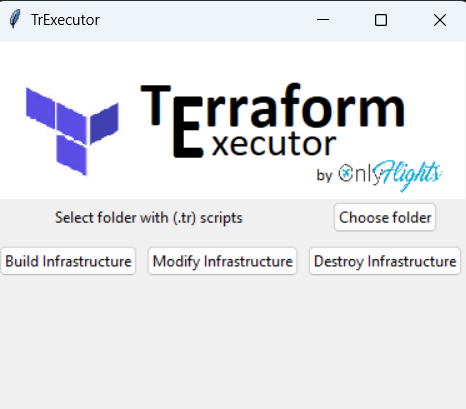 TrExecutor
Terraform
Executor
by OnlyFlights
Select folder with (.tr) scripts
Choose folder
Build Infrastructure
Modify Infrastructure
Destroy Infrastructure